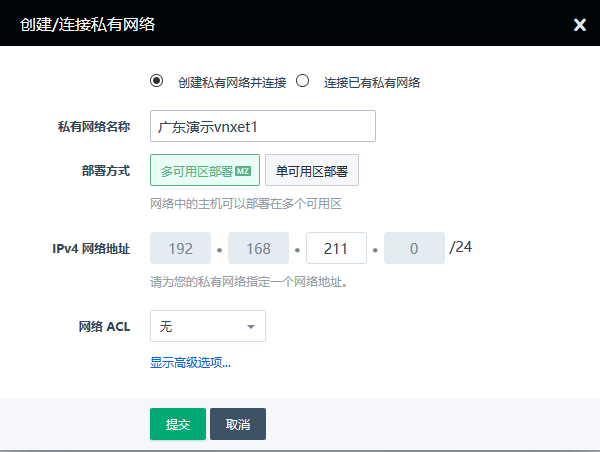 创建/连接私有网络
创建私有网络并连接 连接已有私有网络
私有网络名称 广东演示vnxet1
部署方式 多可用区部署 MZ 单可用区部署
网络中的主机可以部署在多个可用区
IPv4 网络地址 192 . 168 . 211 . 0 /24
请为您的私有网络指定一个网络地址。
网络 ACL 无
显示高级选项...
提交 取消